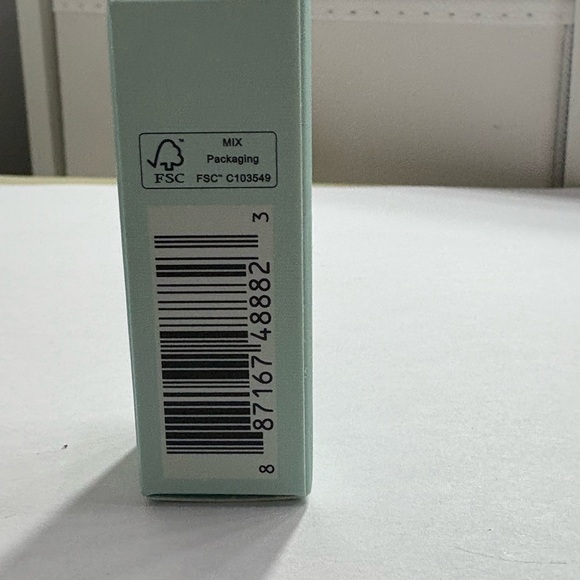 MIX
Packaging
FSC™ C103549
FSC
8 87167 48882 3